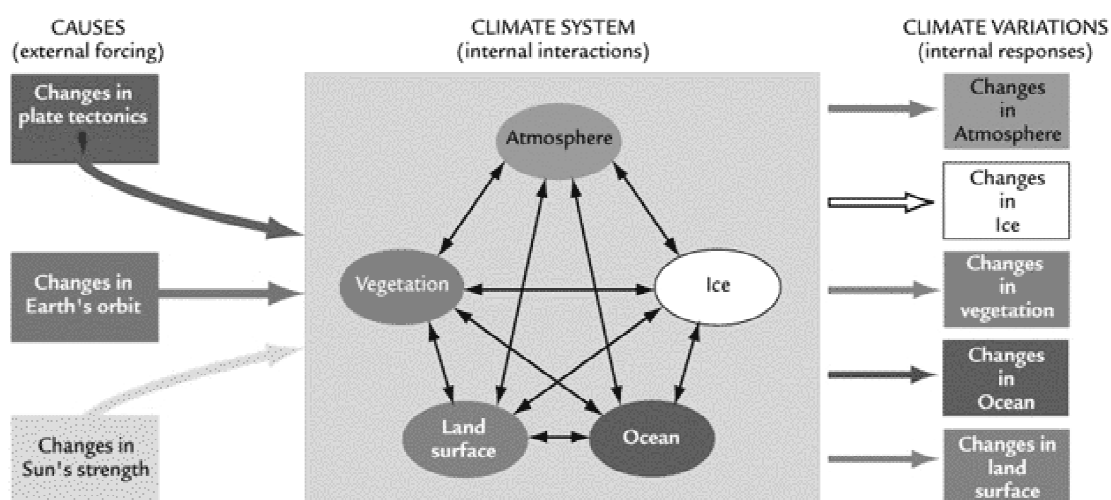 CAUSES
(external forcing)
Changes in
plate tectonics
Changes in
Earth's orbit
Changes in
Sun's strength
CLIMATE SYSTEM
(internal interactions)
Atmosphere
Vegetation
Ice
Land
surface
Ocean
CLIMATE VARIATIONS
(internal responses)
Changes
in
Atmosphere
Changes
in
Ice
Changes
in
vegetation
Changes
in
Ocean
Changes in
land
surface